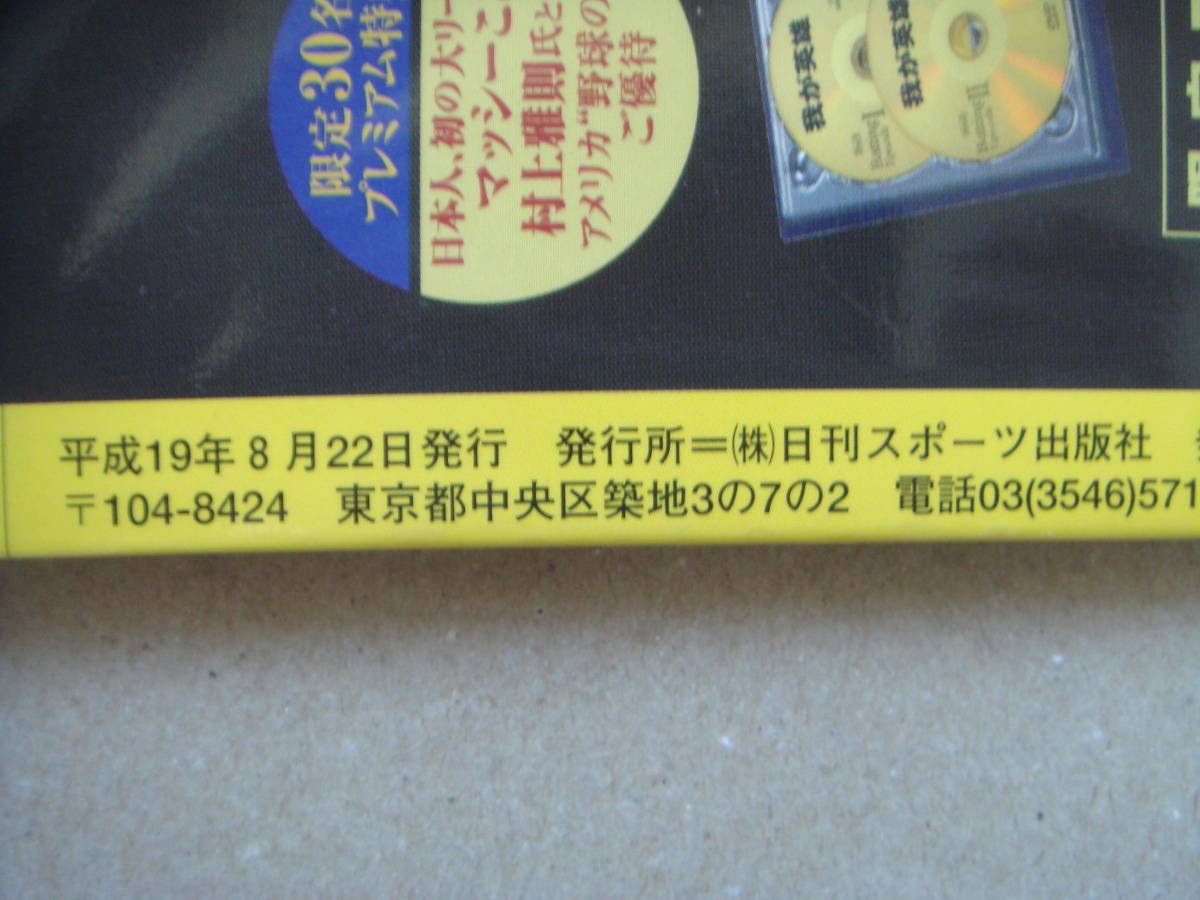 限定30名
プレミアム特
日本人、初の大リー
マッシーこ
村上雅則氏と
アメリカ"野球の
ご優待
我が英雄
我が英雄
平成19年8月22日発行　発行所＝㈱日刊スポーツ出版社
〒104-8424　東京都中央区築地3の7の2　電話03(3546)571